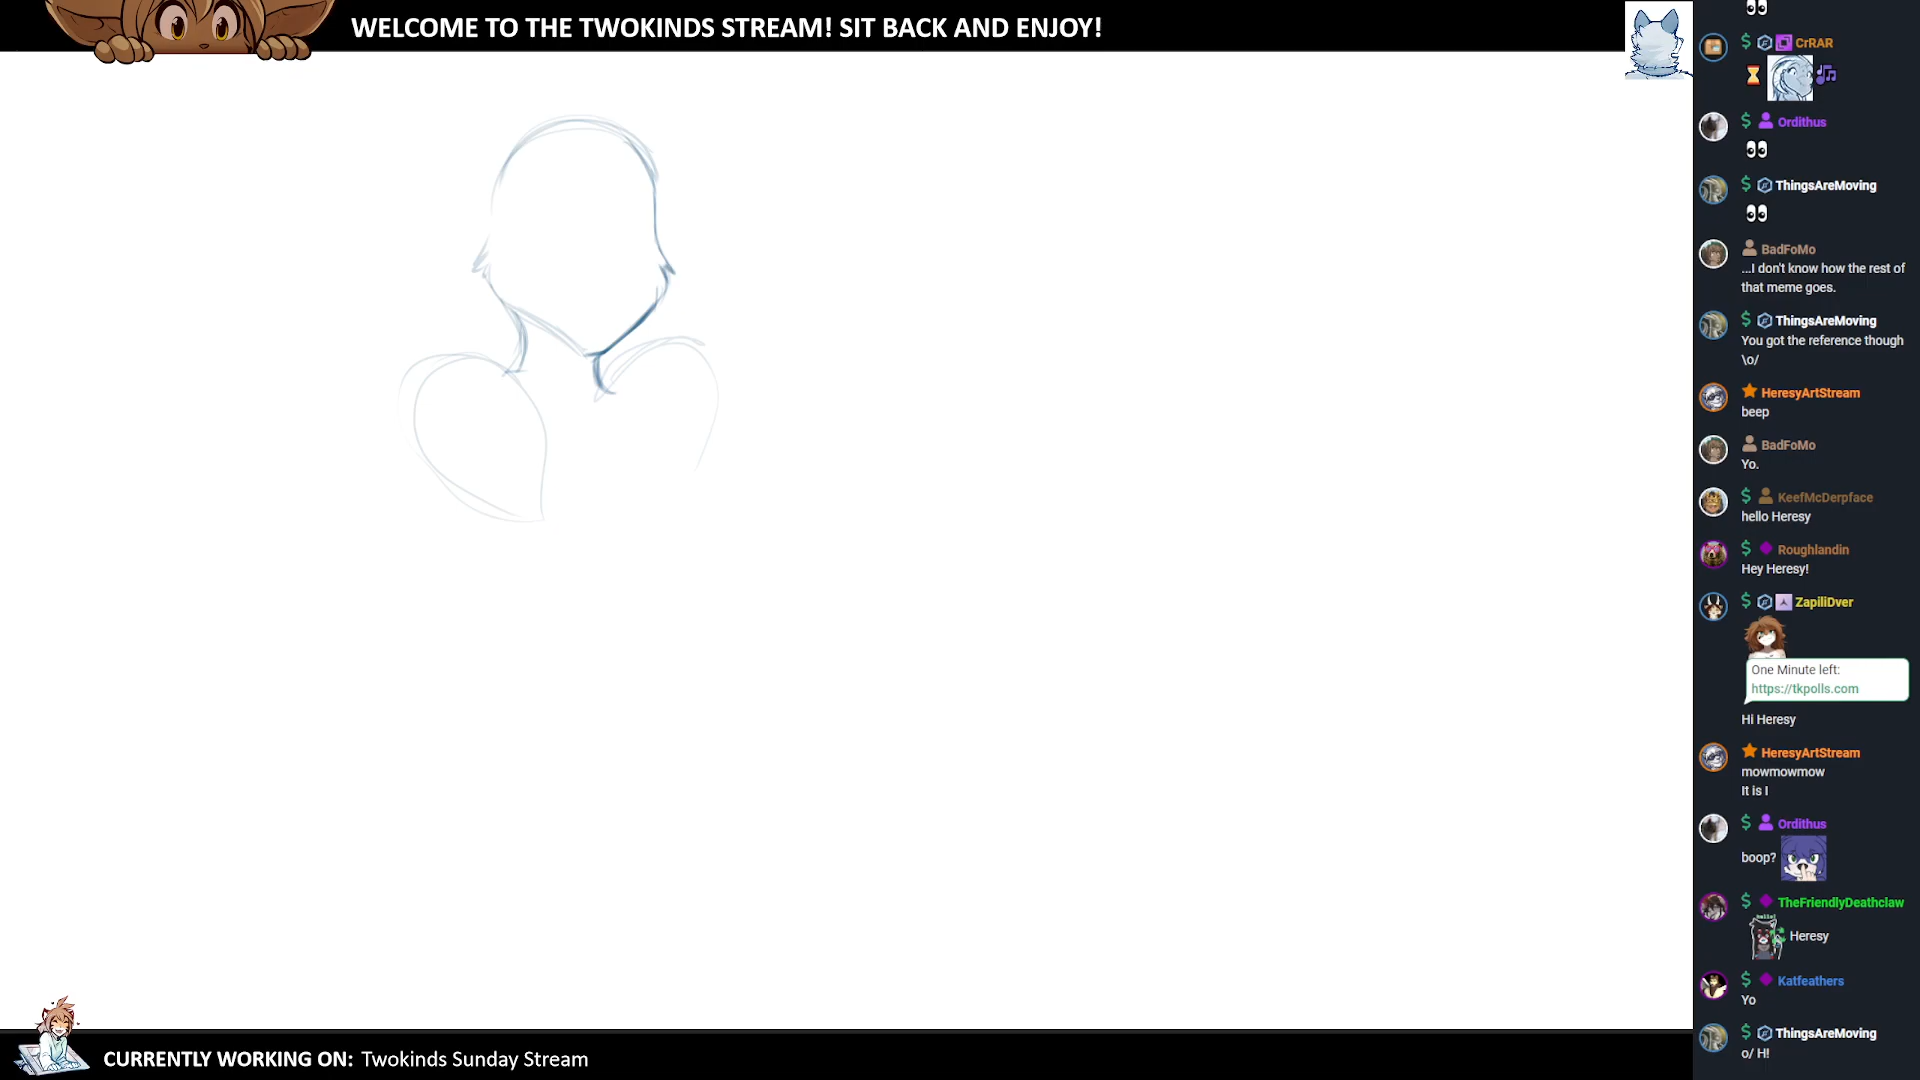 WELCOME TO THE TWOKINDS STREAM! SIT BACK AND ENJOY!
CrRAR
Ordithus
ThingsAreMoving
BadFoMo
...I don't know how the rest of
that meme goes.
ThingsAreMoving
You got the reference though
\o/
HeresyArtStream
beep
BadFoMo
Yo.
KeefMcDerpface
hello Heresy
Roughlandin
Hey Heresy!
ZapiliDver
One Minute left:
https://tkpolls.com
Hi Heresy
HeresyArtStream
mowmowmow
It is I
Ordithus
boop?
TheFriendlyDeathclaw
hello!
Heresy
Katfeathers
Yo
ThingsAreMoving
o/ H!
CURRENTLY WORKING ON: Twokinds Sunday Stream